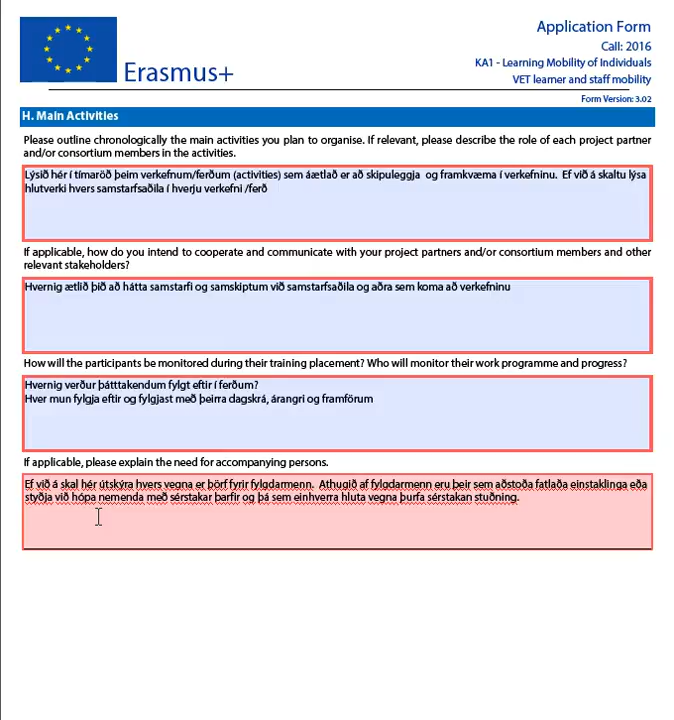 Erasmus+
Application Form
Call: 2016
KA1 - Learning Mobility of Individuals
VET learner and staff mobility
Form Version: 3.02
H. Main Activities
Please outline chronologically the main activities you plan to organise. If relevant, please describe the role of each project partner
and/or consortium members in the activities.
Lýsið hér í tímaröð þeim verkefnum/ferðum (activities) sem áætlað er að skipuleggja og framkvæma í verkefninu. Ef við á skaltu lýsa
hlutverki hvers samstarfsaðila í hverju verkefni /ferð
If applicable, how do you intend to cooperate and communicate with your project partners and/or consortium members and other
relevant stakeholders?
Hvernig ætlið þið að hátta samstarfi og samskiptum við samstarfsaðila og aðra sem koma að verkefninu
How will the participants be monitored during their training placement? Who will monitor their work programme and progress?
Hvernig verður þátttakendum fylgt eftir í ferðum?
Hver mun fylgja eftir og fylgjast með þeirra dagskrá, árangri og framförum
If applicable, please explain the need for accompanying persons.
Ef við á skal hér útskýra hvers vegna er þörf fyrir fylgdarmenn. Athugið af fylgdarmenn eru þeir sem aðstoða fatlaða einstaklinga eða
styðja við hópa nemenda með sérstakar þarfir og þá sem einhverra hluta vegna þurfa sérstakan stuðning.